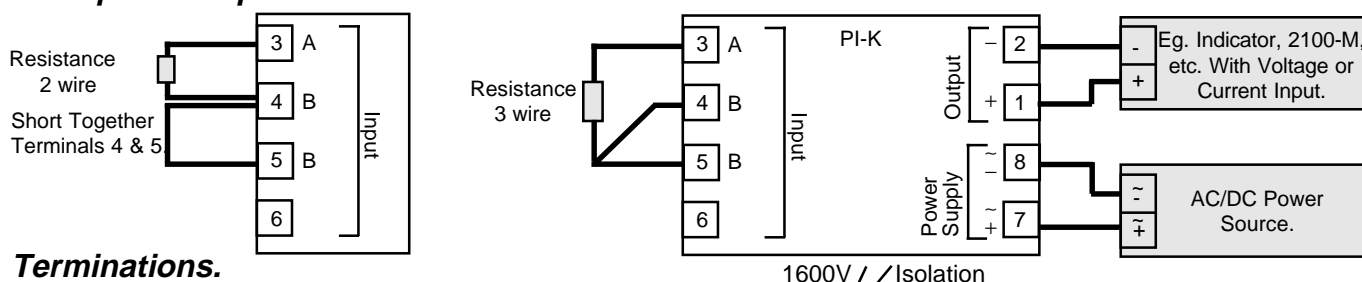 Resistance
2 wire
Short Together
Terminals 4 & 5.
3 A
4 B
5 B
6
Input
Resistance
3 wire
3 A
4 B
5 B
6
Input
PI-K
Output
− 2
+ 1
Power
Supply
~
− 8
~
+ 7
-
+
Eg. Indicator, 2100-M,
etc. With Voltage or
Current Input.
~
-
~
+
AC/DC Power
Source.
Terminations.
1600V / / Isolation